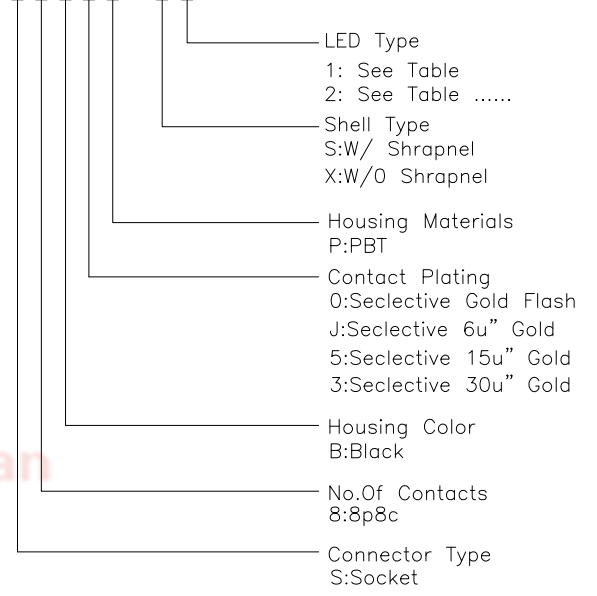 LED Type
1: See Table
2: See Table ......
Shell Type
S:W/ Shrapnel
X:W/O Shrapnel
Housing Materials
P:PBT
Contact Plating
0:Seclective Gold Flash
J:Seclective 6u” Gold
5:Seclective 15u” Gold
3:Seclective 30u” Gold
Housing Color
B:Black
an
No.Of Contacts
8:8p8c
Connector Type
S:Socket